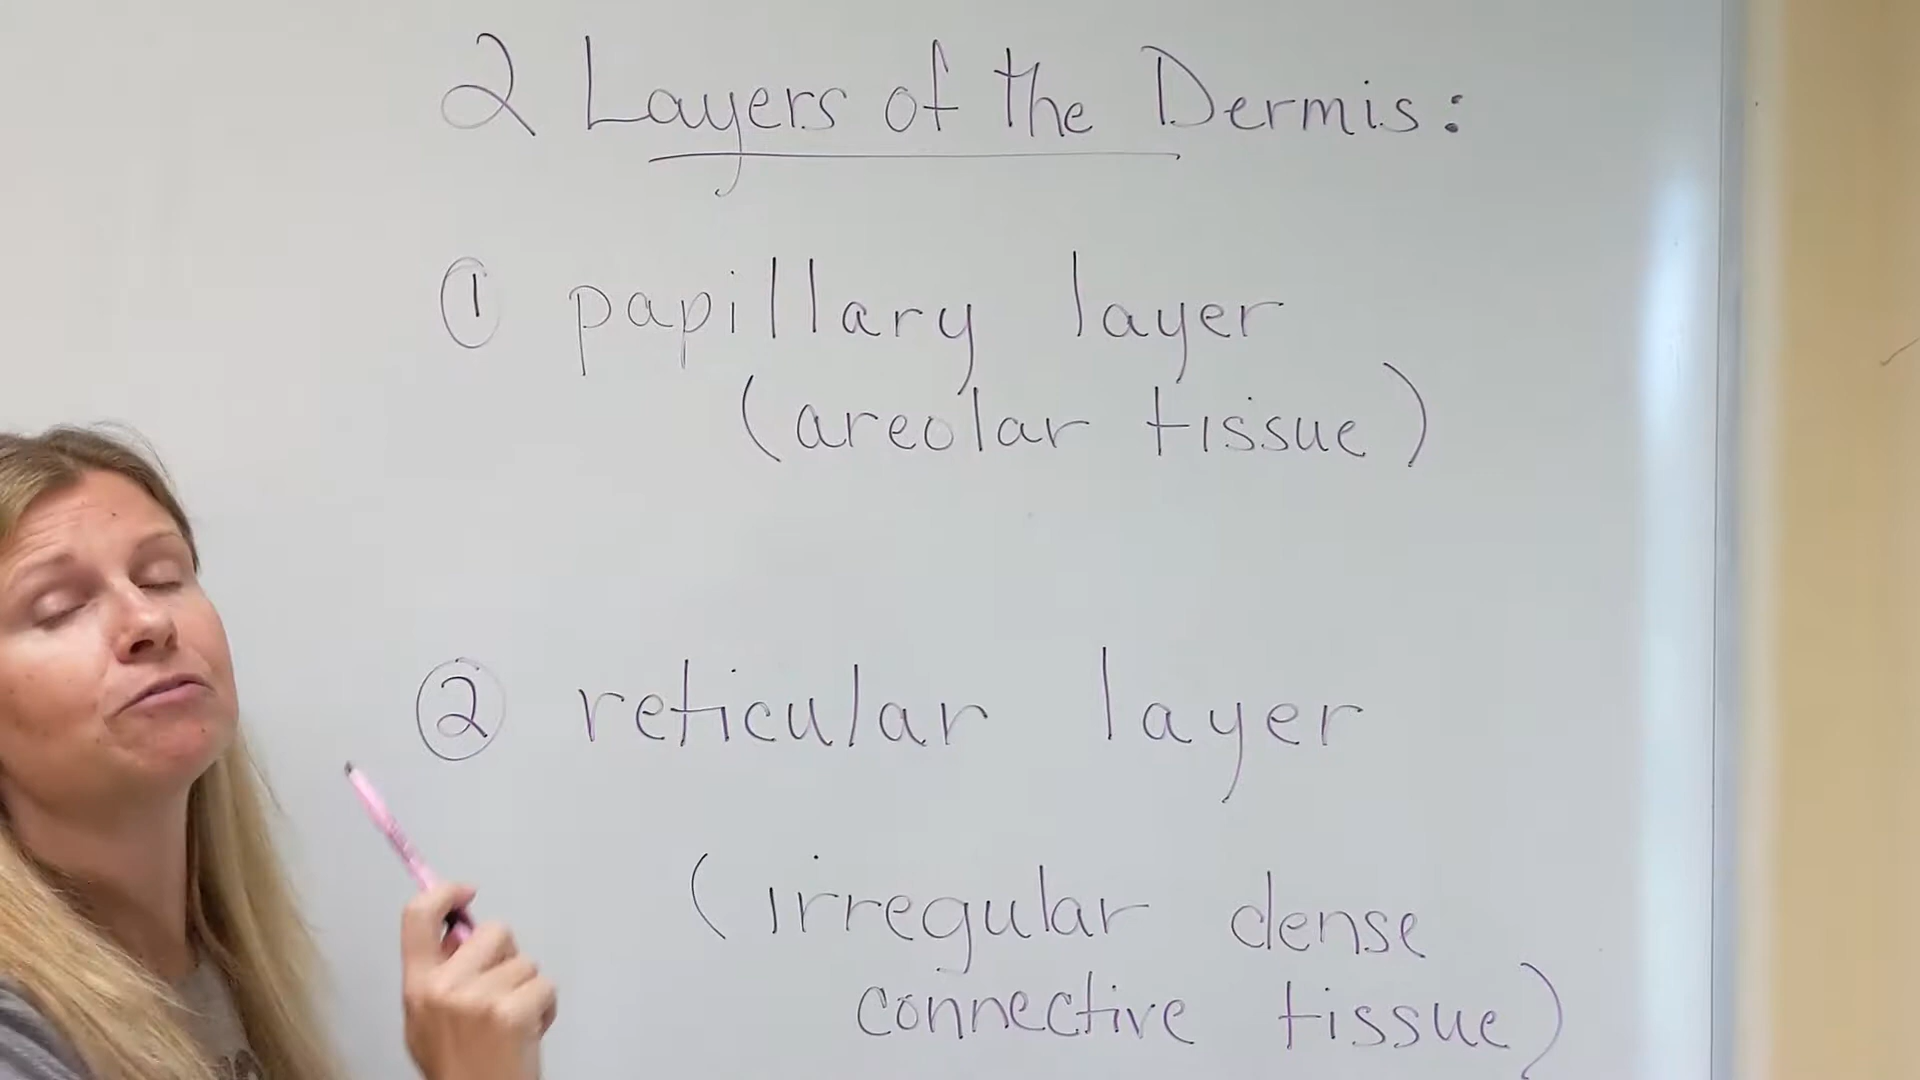 2 Layers of the Dermis:
① papillary layer
(areolar tissue)
② reticular layer
(irregular dense
connective tissue)